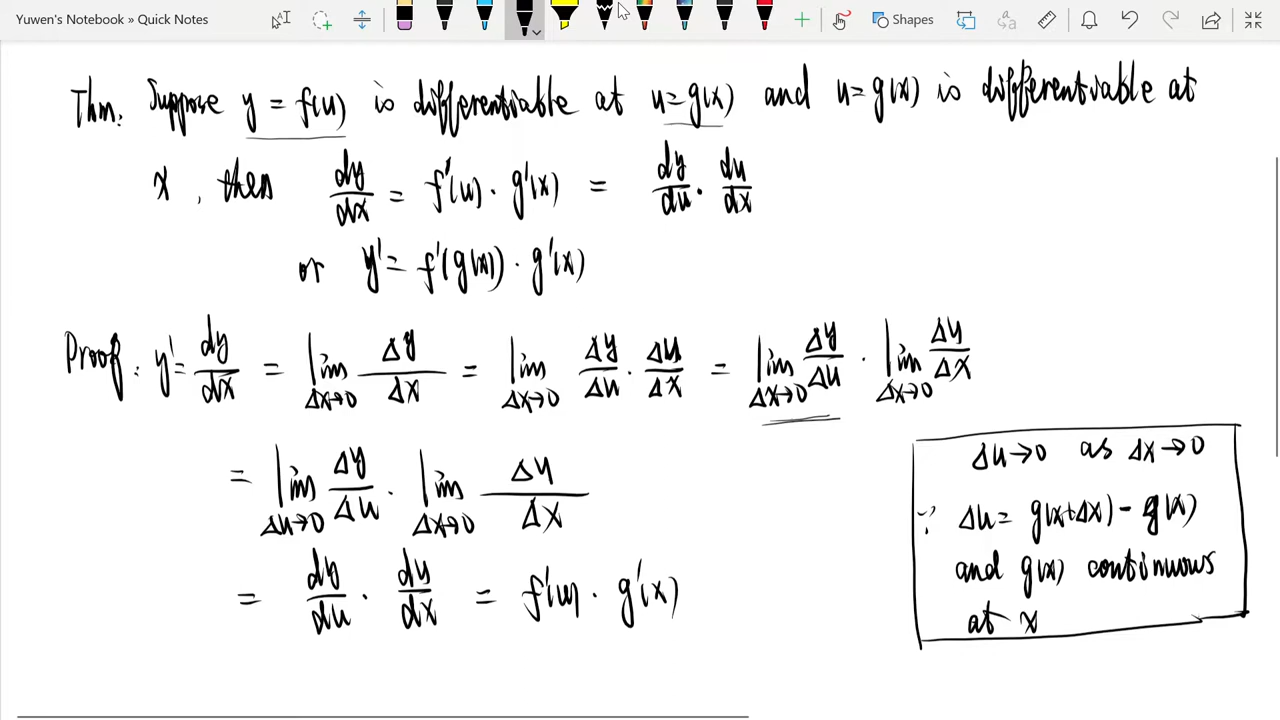 Yuwen's Notebook » Quick Notes
Shapes
Thm. Suppose y = f(u) is differentiable at u=g(x) and u=g(x) is differentiable at
x, then dy/dx = f'(u) · g'(x) = dy/du · du/dx
or y' = f'(g(x)) · g'(x)
Proof. y' = dy/dx = lim Δx→0 Δy/Δx = lim Δx→0 Δy/Δu · Δu/Δx = lim Δx→0 Δy/Δu · lim Δx→0 Δu/Δx
= lim Δu→0 Δy/Δu · lim Δx→0 Δu/Δx
= dy/du · du/dx = f'(u) · g'(x)
Δu→0 as Δx→0
∵ Δu = g(x+Δx) - g(x)
and g(x) continuous
at x